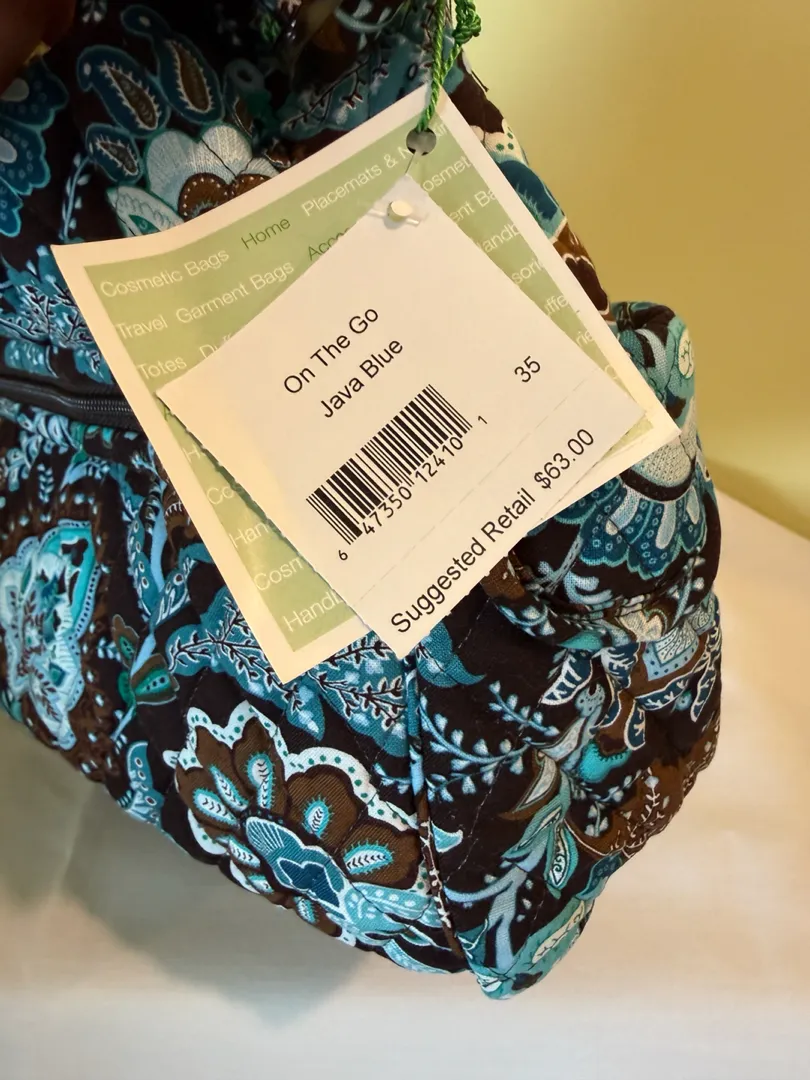 Cosmetic Bags Home Placemats &
Travel Garment Bags
Totes
On The Go
Java Blue
35
6 47350 12410 1
Suggested Retail $63.00